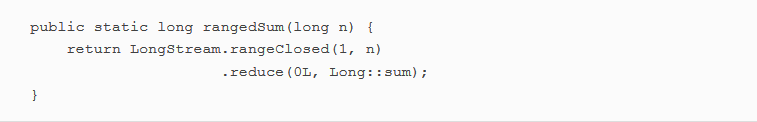 public static long rangedSum(long n) {
    return LongStream.rangeClosed(1, n)
                     .reduce(0L, Long::sum);
}